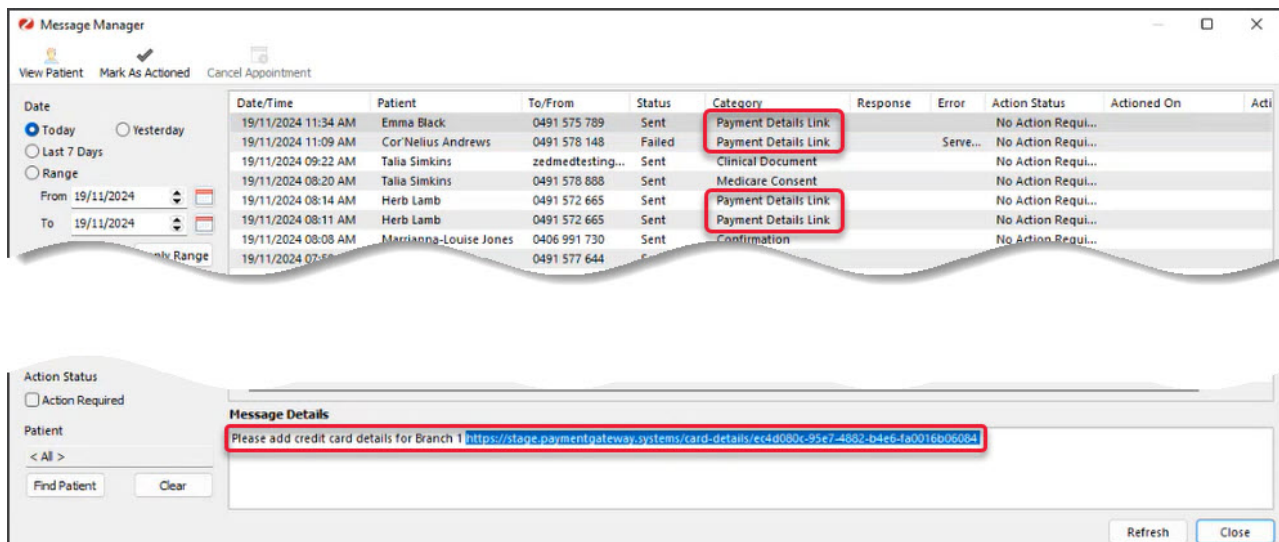 Message Manager
View Patient Mark As Actioned Cancel Appointment
Date
Today Yesterday
Last 7 Days
Range
From 19/11/2024
To 19/11/2024
Range
Date/Time Patient To/From Status Category Response Error Action Status Actioned On Acti
19/11/2024 11:34 AM Emma Black 0491 575 789 Sent Payment Details Link No Action Requi...
19/11/2024 11:09 AM Cor'Nelius Andrews 0491 578 148 Failed Payment Details Link Serve... No Action Requi...
19/11/2024 09:22 AM Talia Simkins zedmedtesting... Sent Clinical Document No Action Requi...
19/11/2024 08:20 AM Talia Simkins 0491 578 888 Sent Medicare Consent No Action Requi...
19/11/2024 08:14 AM Herb Lamb 0491 572 665 Sent Payment Details Link No Action Requi...
19/11/2024 08:11 AM Herb Lamb 0491 572 665 Sent Payment Details Link No Action Requi...
19/11/2024 08:08 AM Marrianna-Louise Jones 0406 991 730 Sent Confirmation No Action Requi...
19/11/2024 0491 577 644
Action Status
Action Required
Patient
< All >
Find Patient Clear
Message Details
Please add credit card details for Branch 1 https://stage.paymentgateway.systems/card-details/ec4d080c-95e7-4882-b4e6-fa0016b06084
Refresh Close